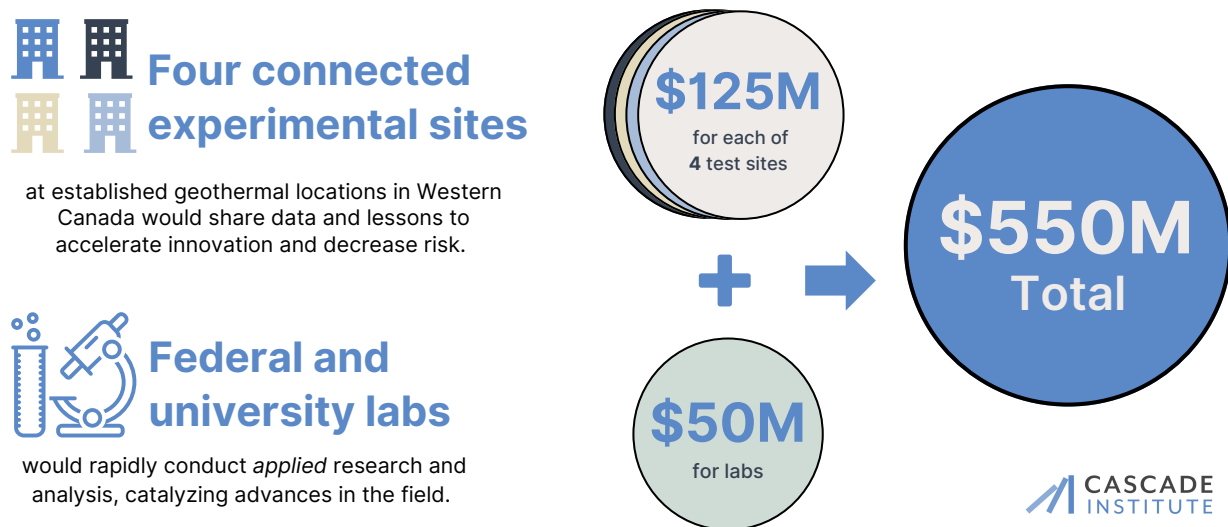 Four connected
experimental sites
at established geothermal locations in Western
Canada would share data and lessons to
accelerate innovation and decrease risk.
Federal and
university labs
would rapidly conduct applied research and
analysis, catalyzing advances in the field.
$125M
for each of
4 test sites
$50M
for labs
$550M
Total
CASCADE
INSTITUTE